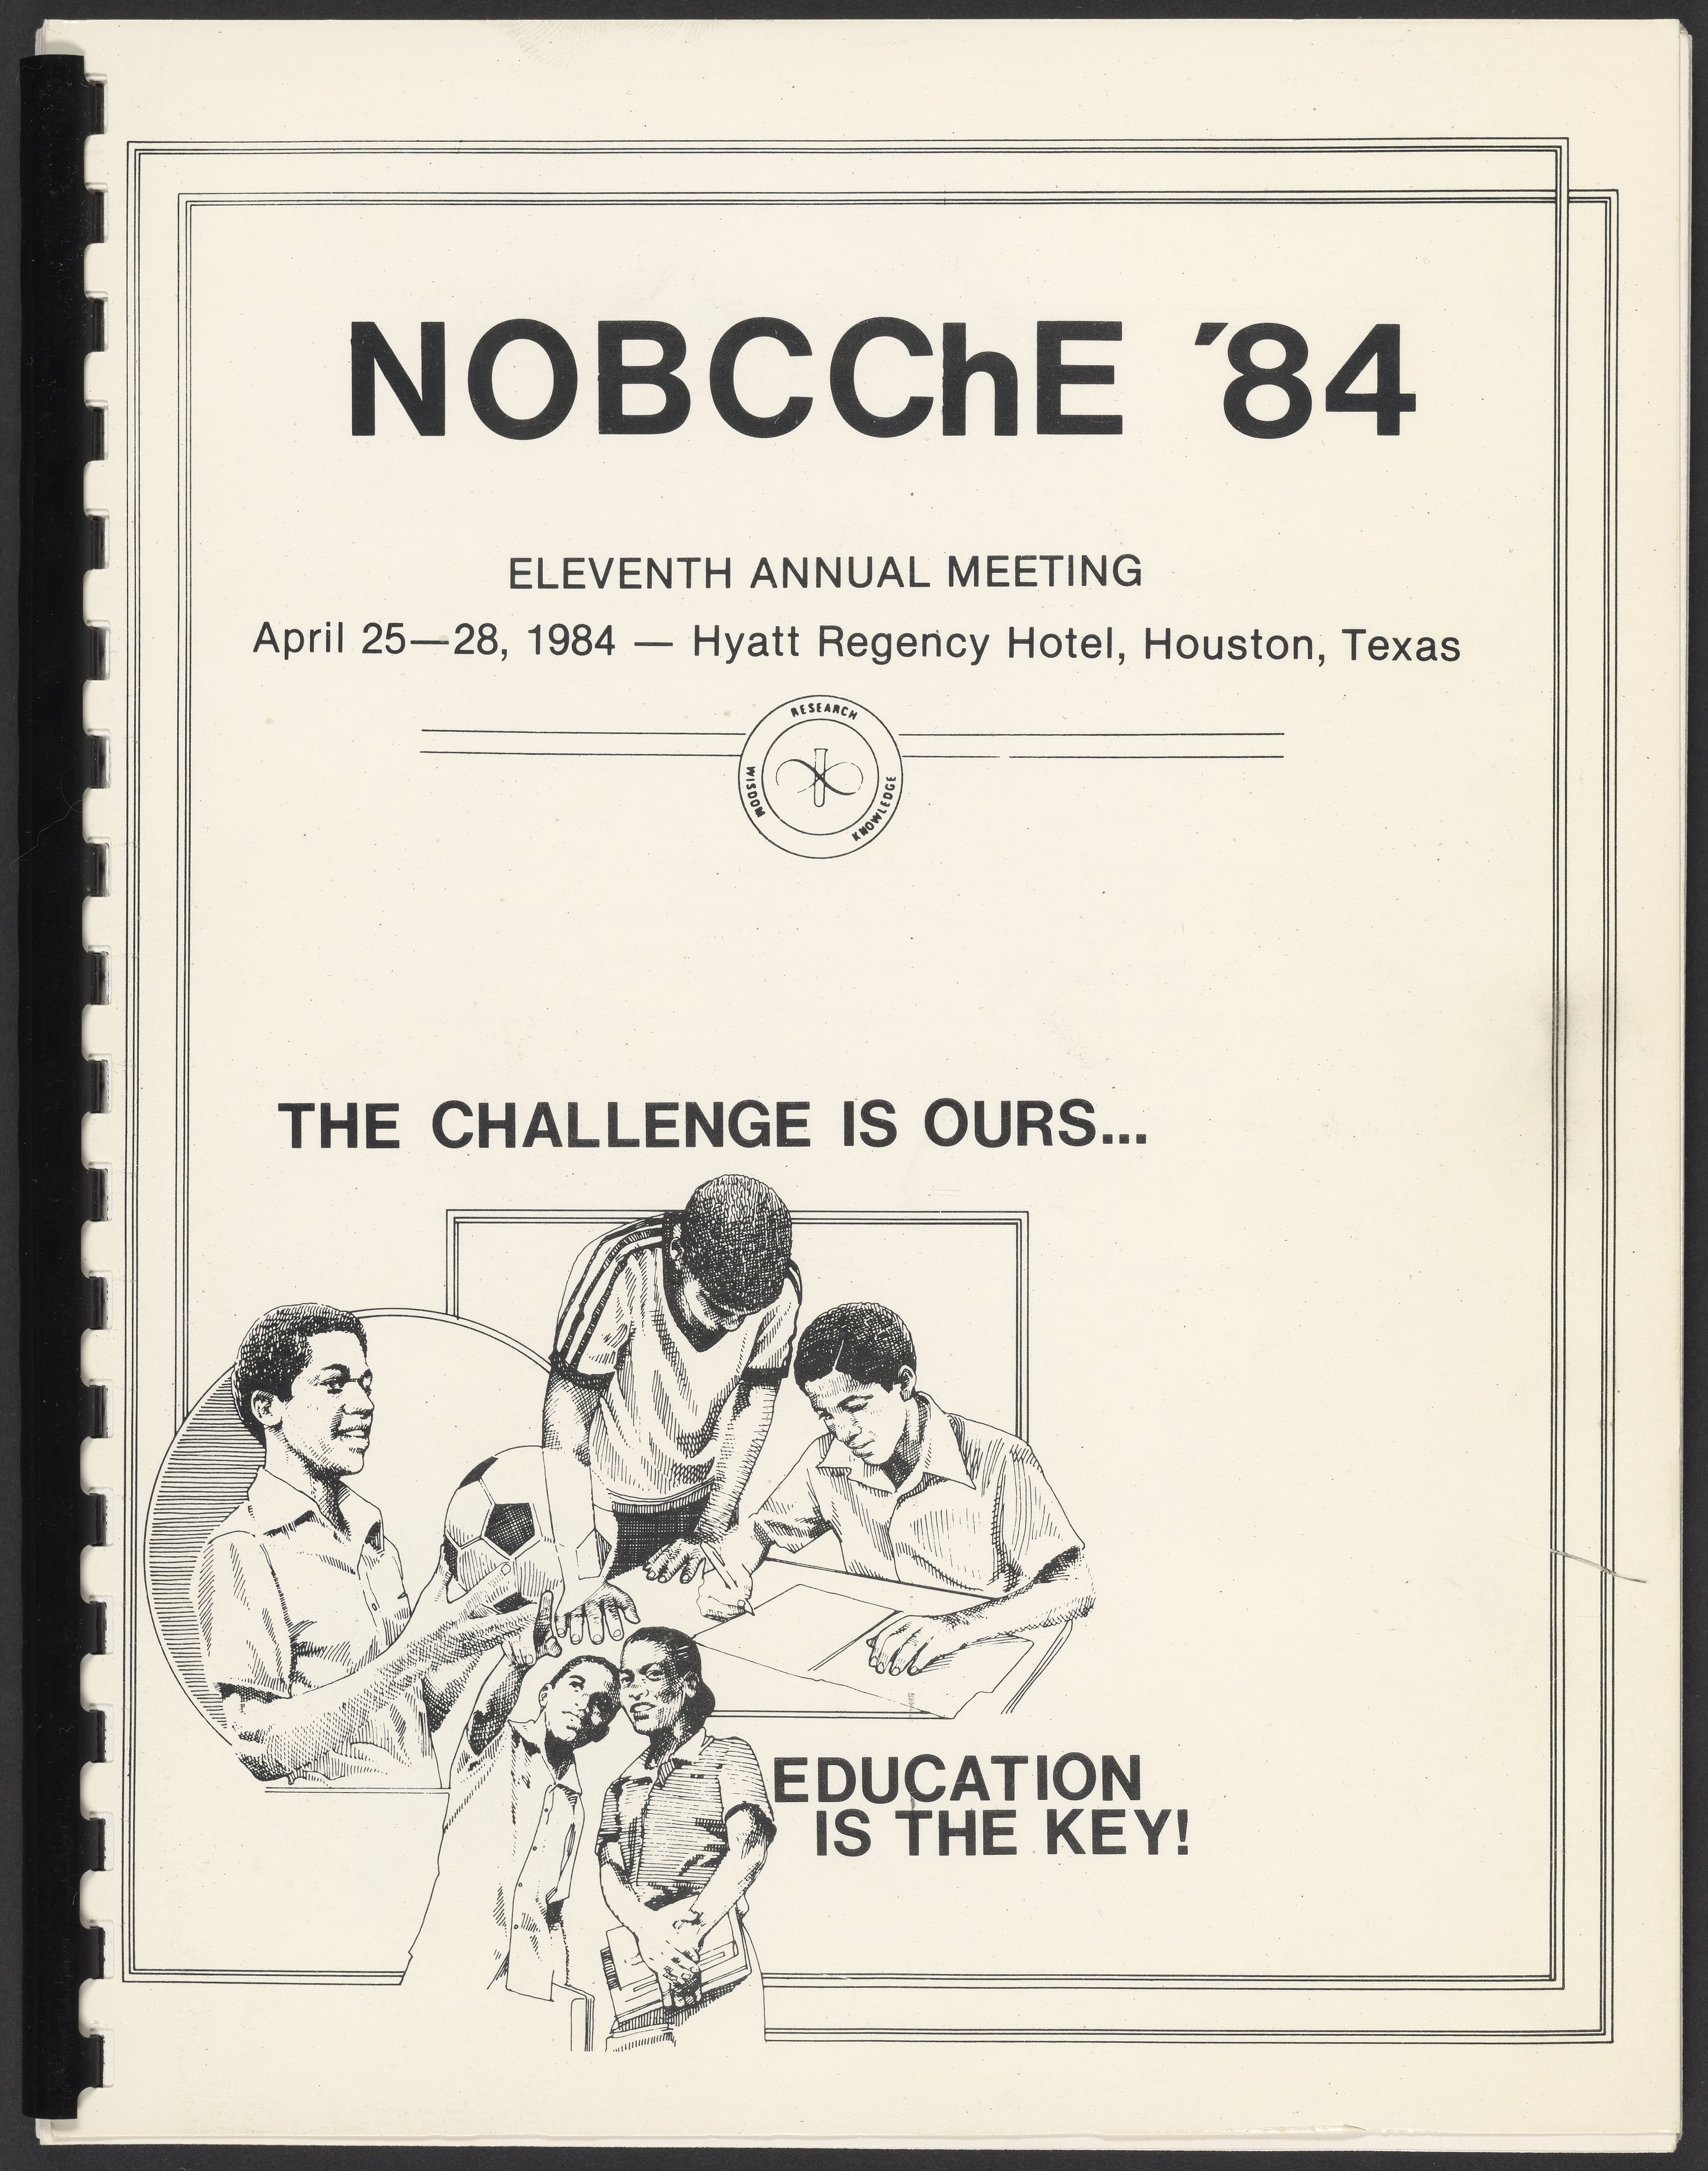 NOBCChE ´84
ELEVENTH ANNUAL MEETING
April 25—28, 1984 — Hyatt Regency Hotel, Houston, Texas
RESEARCH
WISDOM
KNOWLEDGE
THE CHALLENGE IS OURS...
EDUCATION
IS THE KEY!